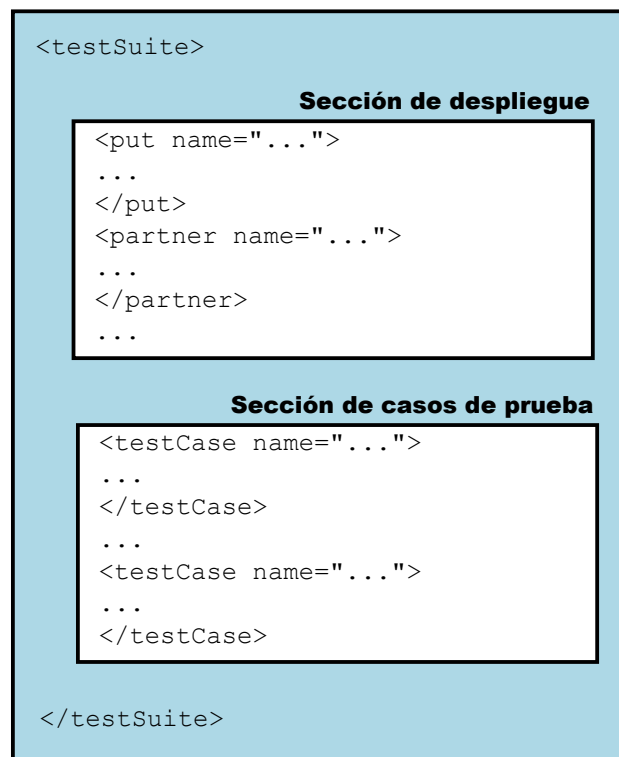 <testSuite>
Sección de despliegue
<put name="...">
...
</put>
<partner name="...">
...
</partner>
...
Sección de casos de prueba
<testCase name="...">
...
</testCase>
...
<testCase name="...">
...
</testCase>
</testSuite>